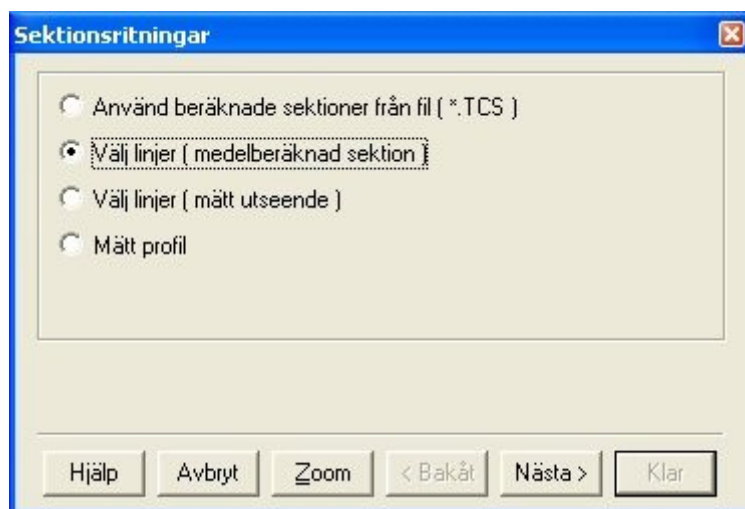 Sektionsritningar
Använd beräknade sektioner från fil ( *.TCS )
Välj linjer ( medelberäknad sektion )
Välj linjer ( mätt utseende )
Mätt profil
Hjälp Avbryt Zoom < Bakåt Nästa > Klar